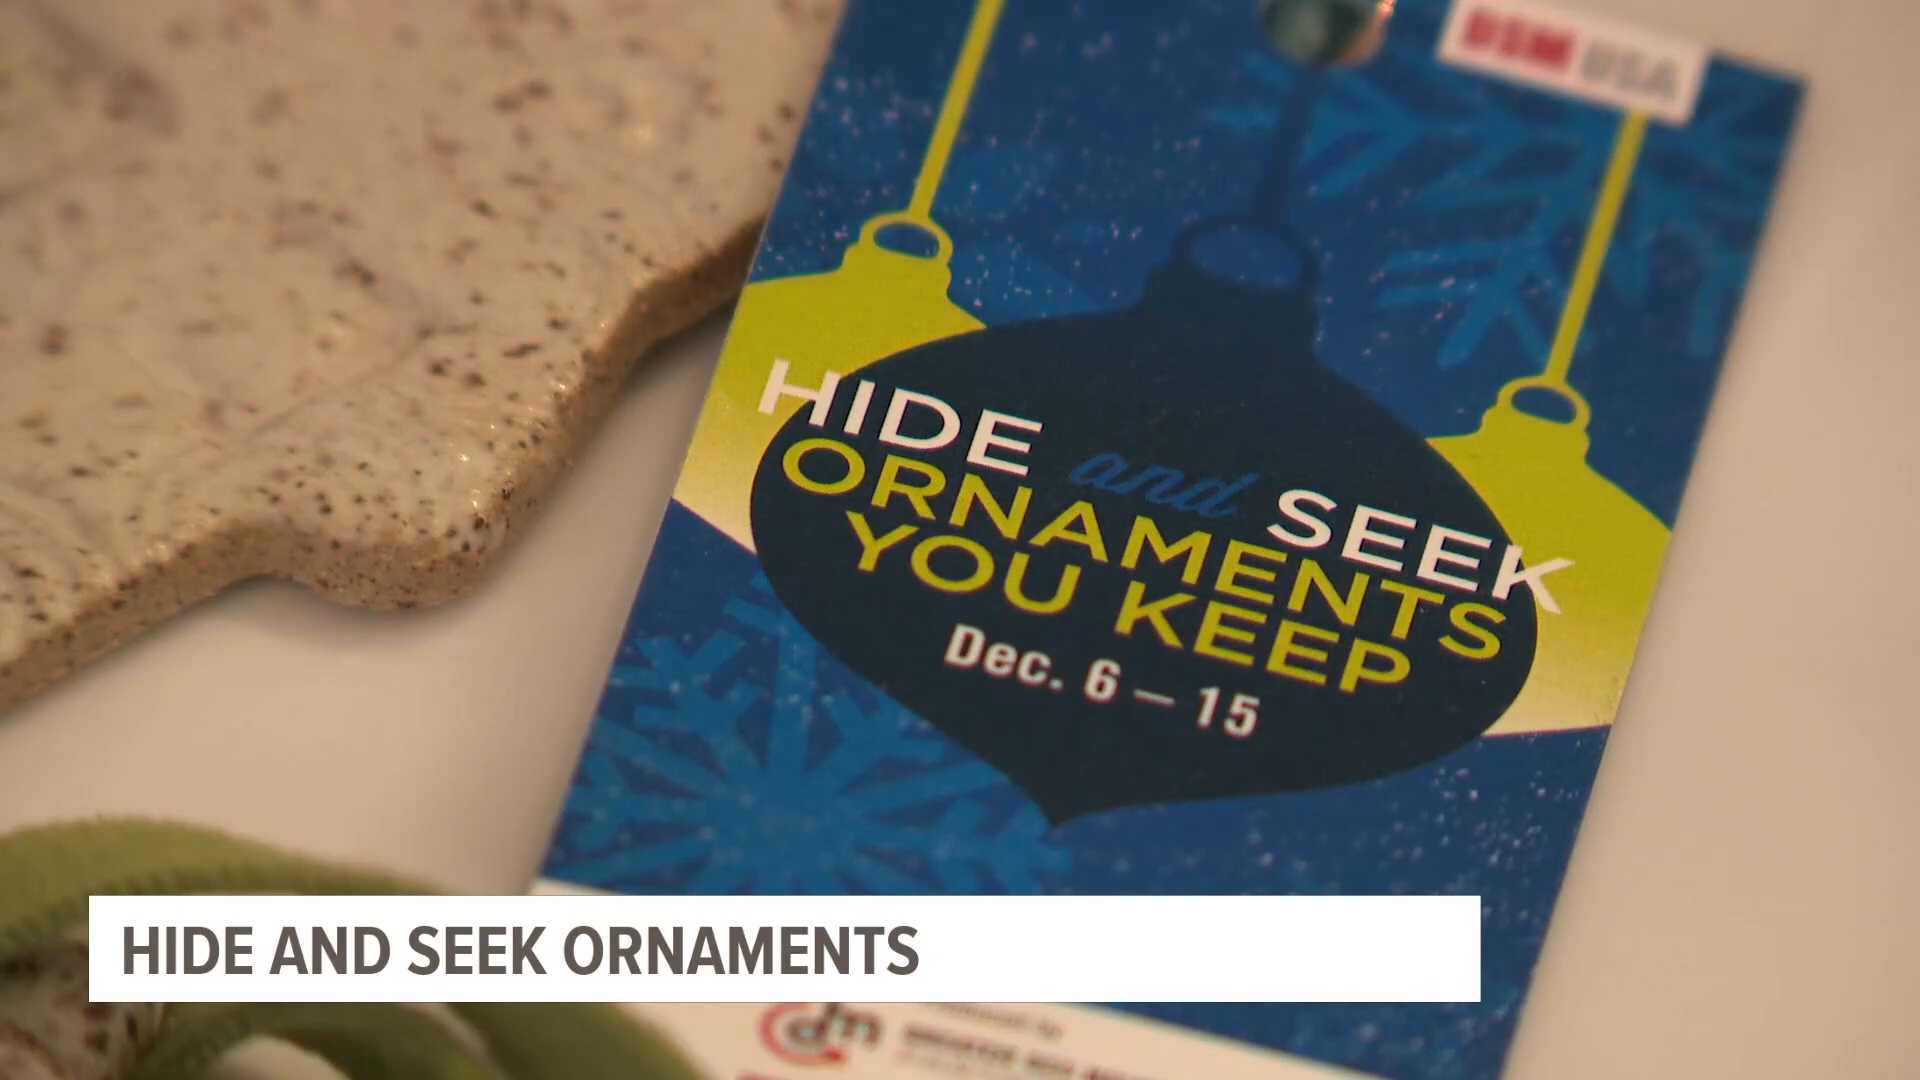 DSM USA
HIDE and SEEK
ORNAMENTS
YOU KEEP
Dec. 6 – 15
HIDE AND SEEK ORNAMENTS